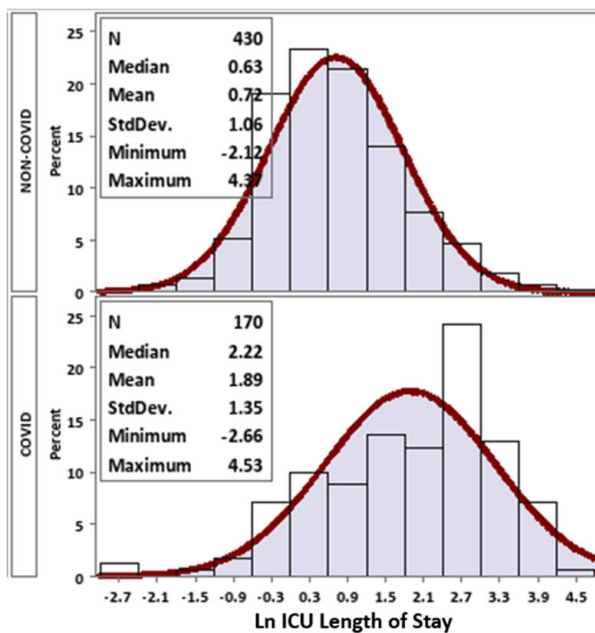 NON-COVID
Percent
25
20
15
10
5
0
N 430
Median 0.63
Mean 0.72
StdDev. 1.06
Minimum -2.12
Maximum 4.37
COVID
Percent
25
20
15
10
5
0
N 170
Median 2.22
Mean 1.89
StdDev. 1.35
Minimum -2.66
Maximum 4.53
-2.7 -2.1 -1.5 -0.9 -0.3 0.3 0.9 1.5 2.1 2.7 3.3 3.9 4.5
Ln ICU Length of Stay